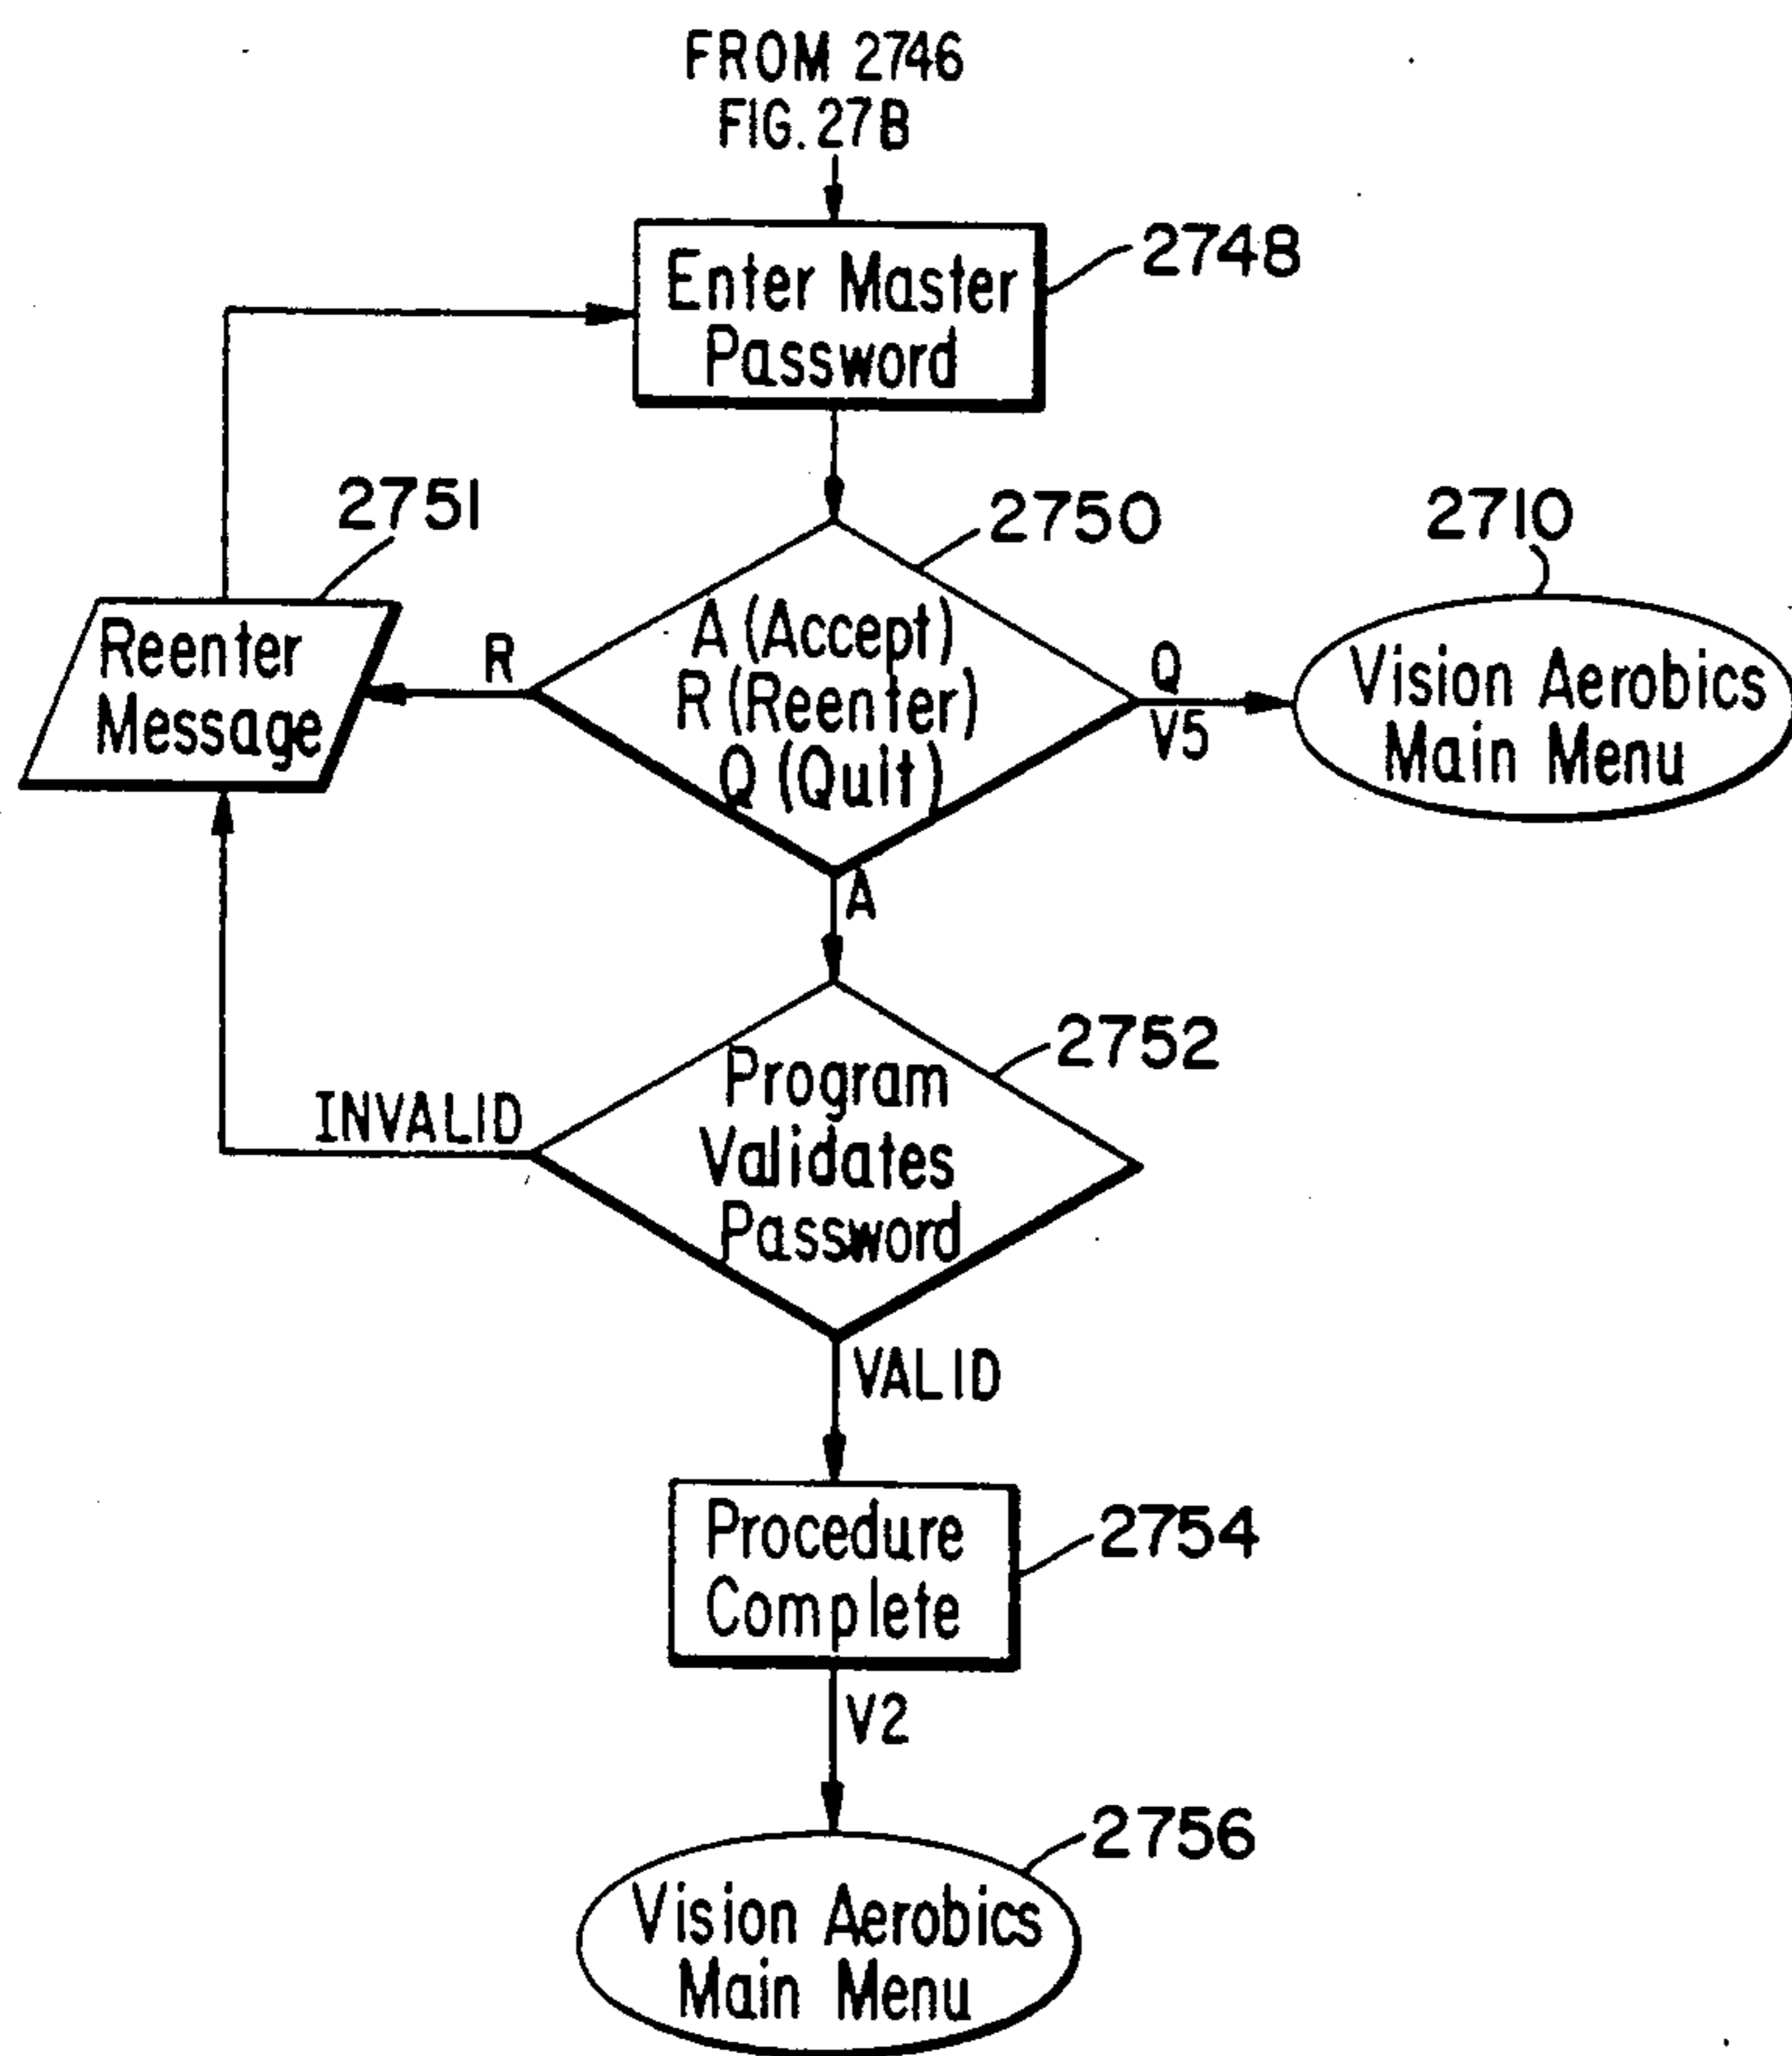 FROM 2746
FIG. 27B
Enter Master
Password
2748
2751
2750
2710
Reenter
Message
R
A (Accept)
R (Reenter)
Q (Quit)
Q
V5
Vision Aerobics
Main Menu
A
2752
Program
Validates
Password
INVALID
VALID
Procedure
Complete
2754
V2
2756
Vision Aerobics
Main Menu